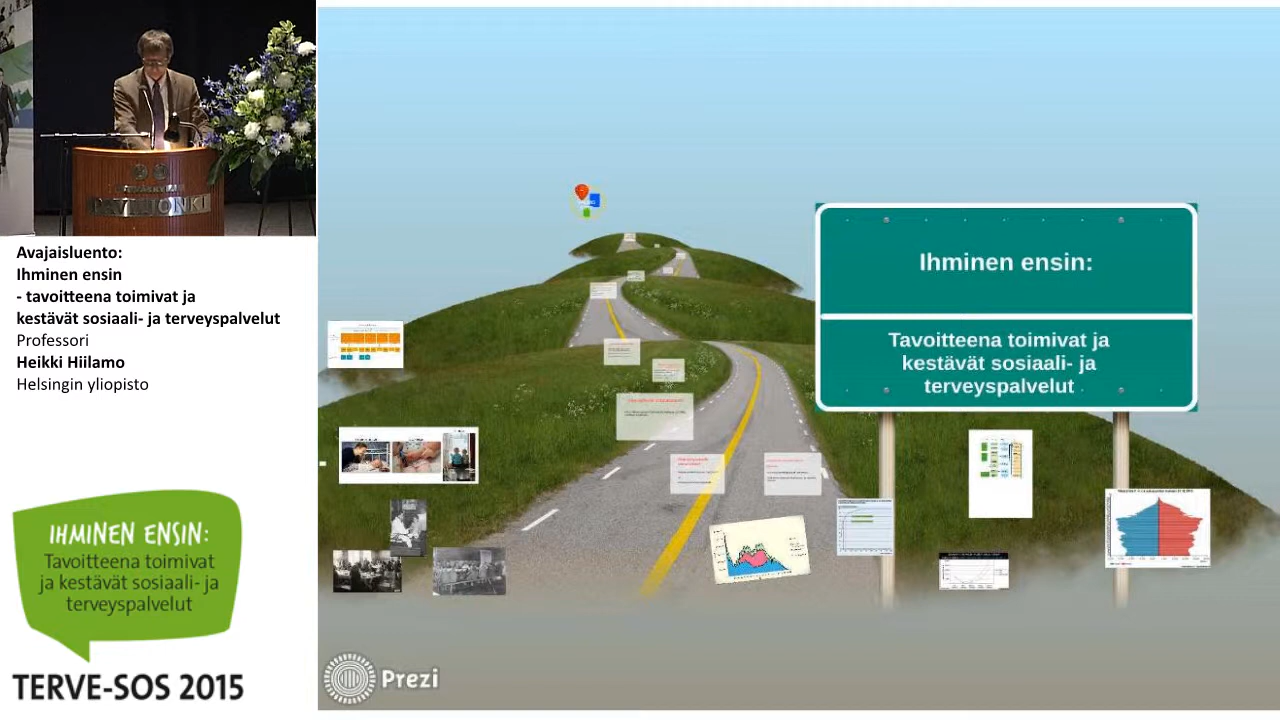 Avajaisluento:
Ihminen ensin
- tavoitteena toimivat ja
kestävät sosiaali- ja terveyspalvelut
Professori
Heikki Hiilamo
Helsingin yliopisto
IHMINEN ENSIN:
Tavoitteena toimivat
ja kestävät sosiaali- ja
terveyspalvelut
TERVE-SOS 2015
Ihminen ensin:
Tavoitteena toimivat ja
kestävät sosiaali- ja
terveyspalvelut
Prezi